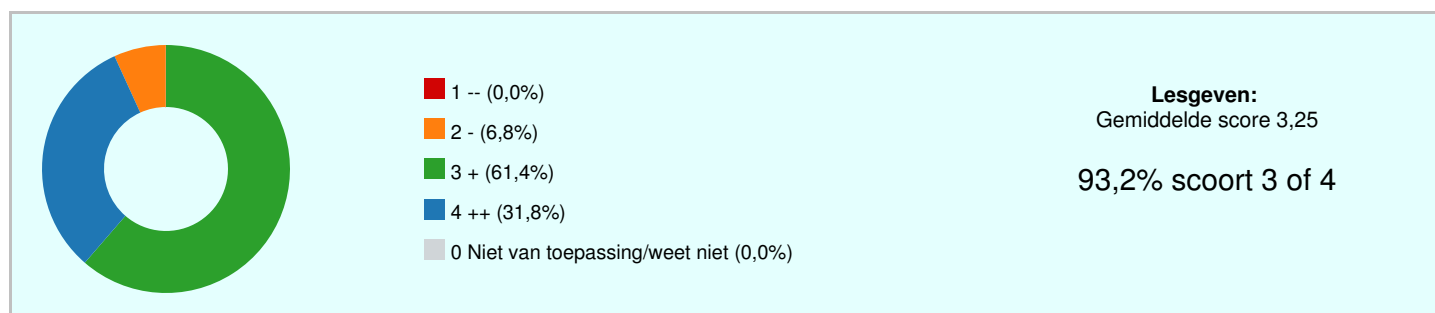 1 -- (0,0%)
2 - (6,8%)
3 + (61,4%)
4 ++ (31,8%)
0 Niet van toepassing/weet niet (0,0%)
Lesgeven:
Gemiddelde score 3,25
93,2% scoort 3 of 4